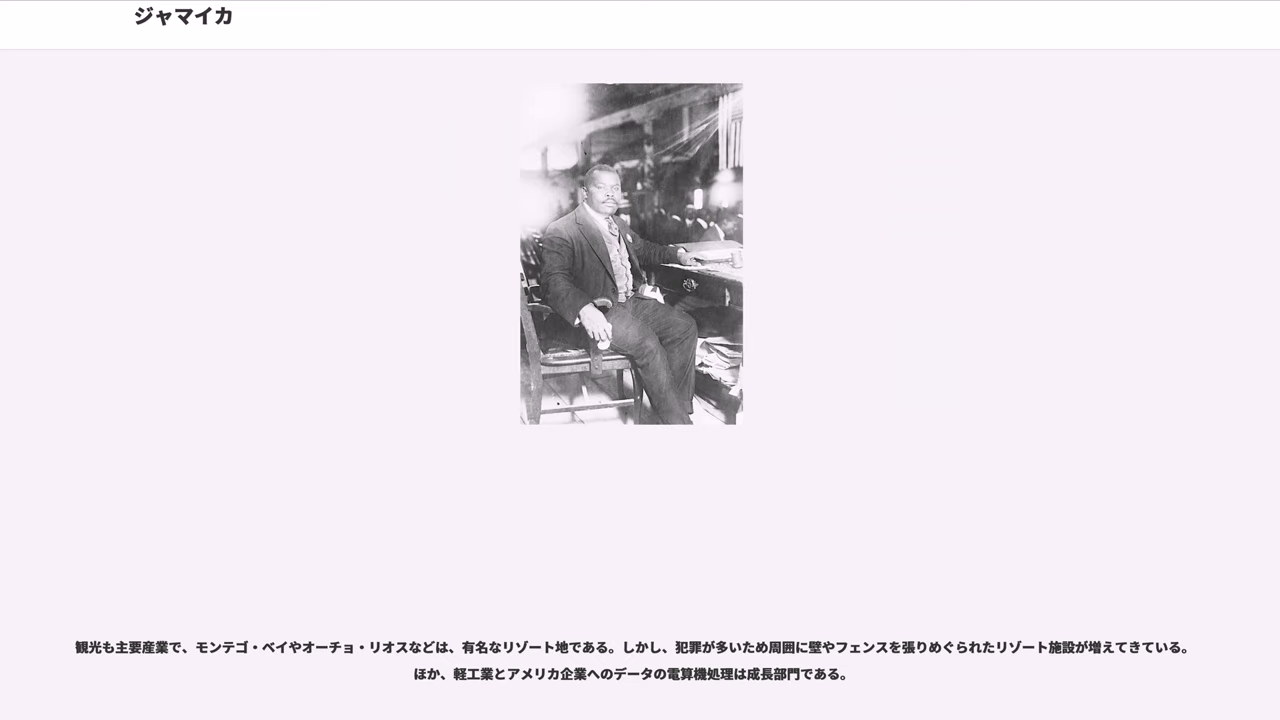 ジャマイカ
観光も主要産業で、モンテゴ・ベイやオーチョ・リオスなどは、有名なリゾート地である。しかし、犯罪が多いため周囲に壁やフェンスを張りめぐられたリゾート施設が増えてきている。
ほか、軽工業とアメリカ企業へのデータの電算機処理は成長部門である。